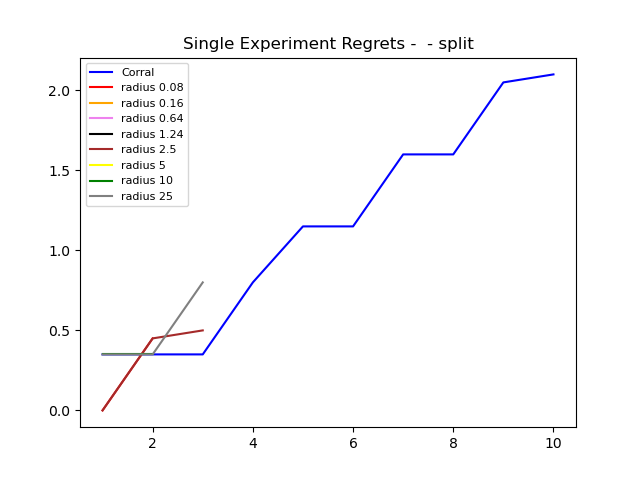 Single Experiment Regrets -  - split
Corral
radius 0.08
radius 0.16
radius 0.64
radius 1.24
radius 2.5
radius 5
radius 10
radius 25
2.0
1.5
1.0
0.5
0.0
2 4 6 8 10